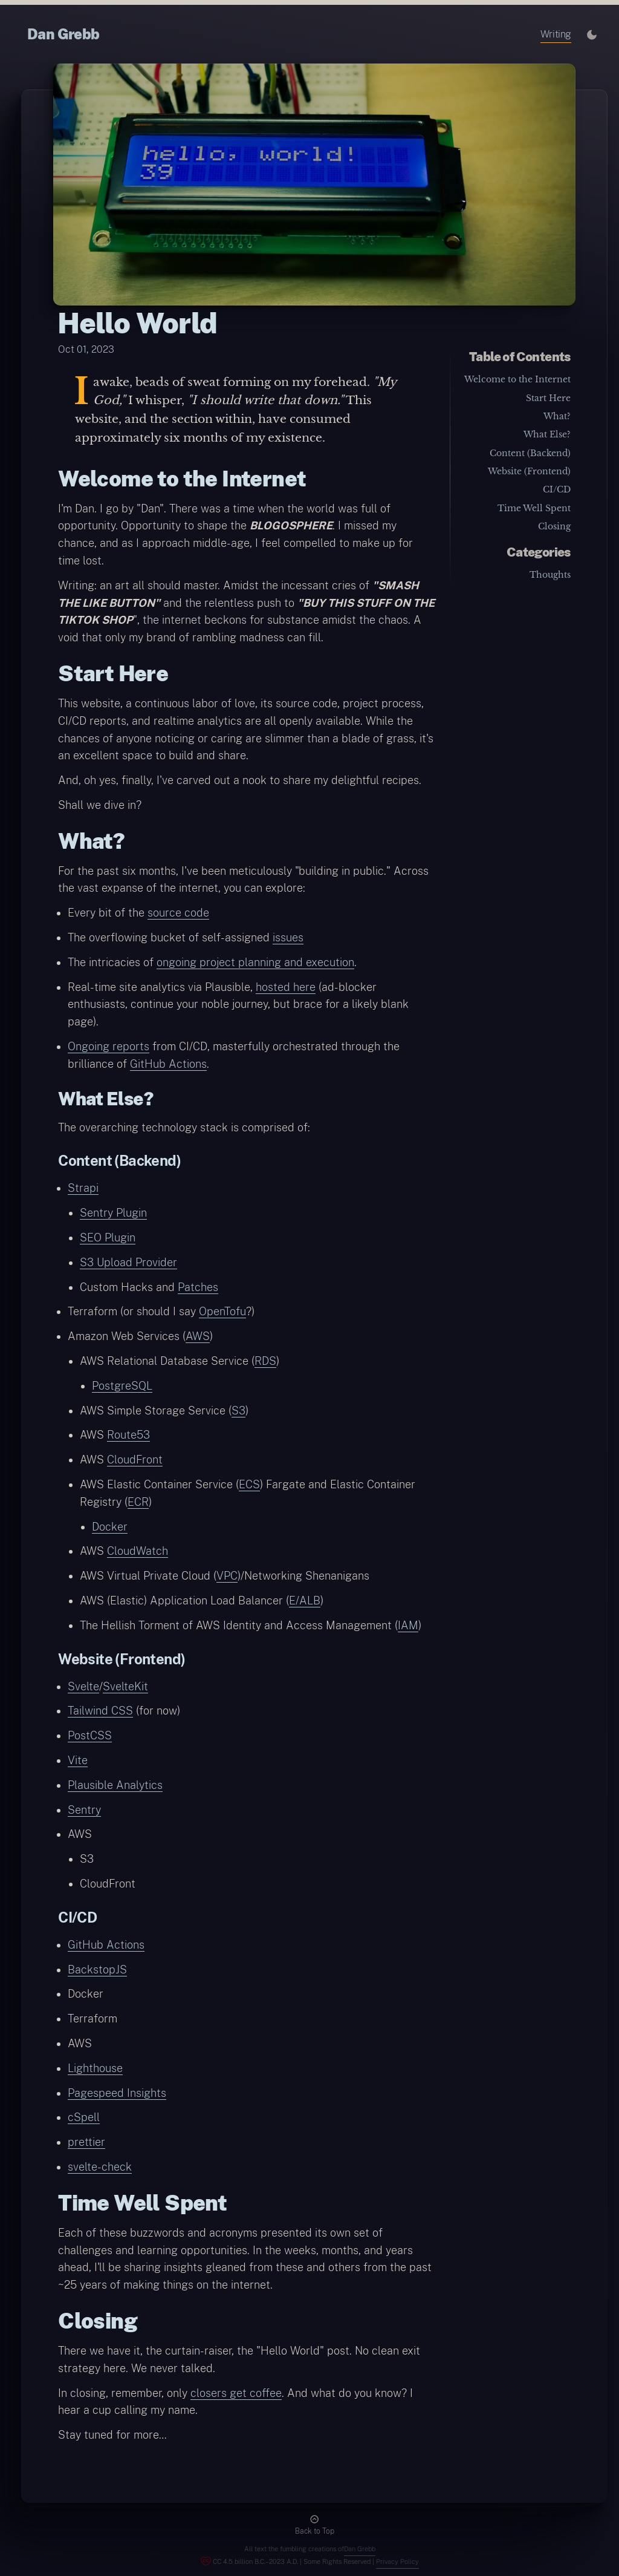 Dan Grebb
Writing
hello, world!
39
Hello World
Oct 01, 2023
I awake, beads of sweat forming on my forehead. "My
God," I whisper, "I should write that down." This
website, and the section within, have consumed
approximately six months of my existence.
Table of Contents
Welcome to the Internet
Start Here
What?
What Else?
Content (Backend)
Website (Frontend)
CI/CD
Time Well Spent
Closing
Categories
Thoughts
Welcome to the Internet
I'm Dan. I go by "Dan". There was a time when the world was full of
opportunity. Opportunity to shape the BLOGOSPHERE. I missed my
chance, and as I approach middle-age, I feel compelled to make up for
time lost.
Writing: an art all should master. Amidst the incessant cries of "SMASH
THE LIKE BUTTON" and the relentless push to "BUY THIS STUFF ON THE
TIKTOK SHOP", the internet beckons for substance amidst the chaos. A
void that only my brand of rambling madness can fill.
Start Here
This website, a continuous labor of love, its source code, project process,
CI/CD reports, and realtime analytics are all openly available. While the
chances of anyone noticing or caring are slimmer than a blade of grass, it's
an excellent space to build and share.
And, oh yes, finally, I've carved out a nook to share my delightful recipes.
Shall we dive in?
What?
For the past six months, I've been meticulously "building in public." Across
the vast expanse of the internet, you can explore:
Every bit of the source code
The overflowing bucket of self-assigned issues
The intricacies of ongoing project planning and execution.
Real-time site analytics via Plausible, hosted here (ad-blocker
enthusiasts, continue your noble journey, but brace for a likely blank
page).
Ongoing reports from CI/CD, masterfully orchestrated through the
brilliance of GitHub Actions.
What Else?
The overarching technology stack is comprised of:
Content (Backend)
Strapi
Sentry Plugin
SEO Plugin
S3 Upload Provider
Custom Hacks and Patches
Terraform (or should I say OpenTofu?)
Amazon Web Services (AWS)
AWS Relational Database Service (RDS)
PostgreSQL
AWS Simple Storage Service (S3)
AWS Route53
AWS CloudFront
AWS Elastic Container Service (ECS) Fargate and Elastic Container
Registry (ECR)
Docker
AWS CloudWatch
AWS Virtual Private Cloud (VPC)/Networking Shenanigans
AWS (Elastic) Application Load Balancer (E/ALB)
The Hellish Torment of AWS Identity and Access Management (IAM)
Website (Frontend)
Svelte/SvelteKit
Tailwind CSS (for now)
PostCSS
Vite
Plausible Analytics
Sentry
AWS
S3
CloudFront
CI/CD
GitHub Actions
BackstopJS
Docker
Terraform
AWS
Lighthouse
Pagespeed Insights
cSpell
prettier
svelte-check
Time Well Spent
Each of these buzzwords and acronyms presented its own set of
challenges and learning opportunities. In the weeks, months, and years
ahead, I'll be sharing insights gleaned from these and others from the past
~25 years of making things on the internet.
Closing
There we have it, the curtain-raiser, the "Hello World" post. No clean exit
strategy here. We never talked.
In closing, remember, only closers get coffee. And what do you know? I
hear a cup calling my name.
Stay tuned for more...
Back to Top
All text the fumbling creations of Dan Grebb
CC 4.5 billion B.C.-2023 A.D. | Some Rights Reserved | Privacy Policy